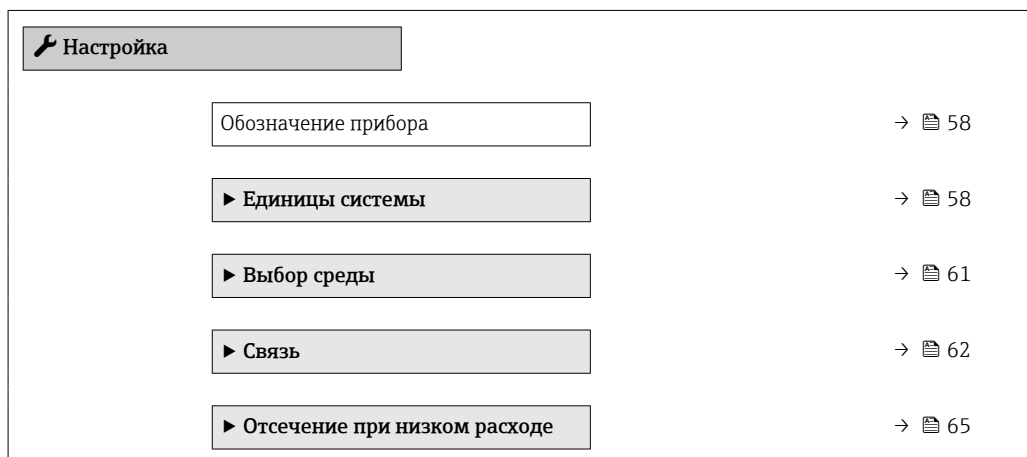 Настройка
Обозначение прибора → 58
▶ Единицы системы → 58
▶ Выбор среды → 61
▶ Связь → 62
▶ Отсечение при низком расходе → 65